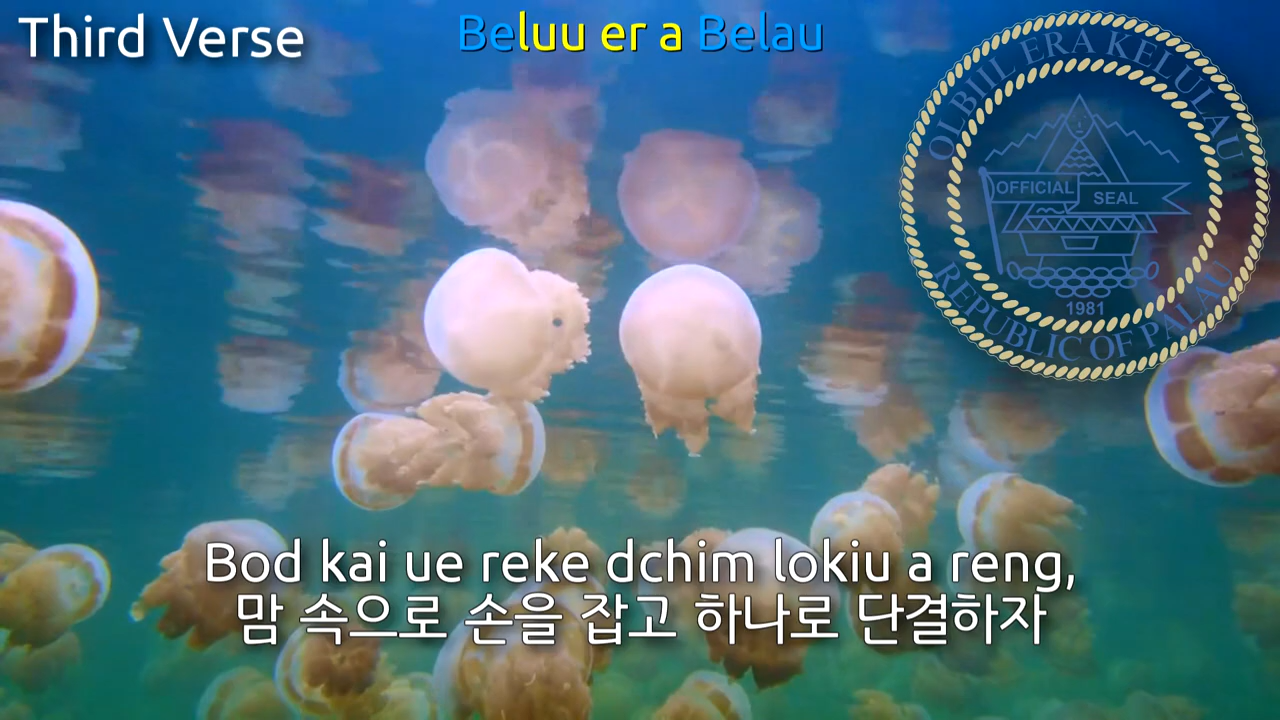 Third Verse
Beluu er a Belau
OLBIIL ERA KELULAU
OFFICIAL SEAL
1981
REPUBLIC OF PALAU
Bod kai ue reke dchim lokiu a reng,
맘 속으로 손을 잡고 하나로 단결하자